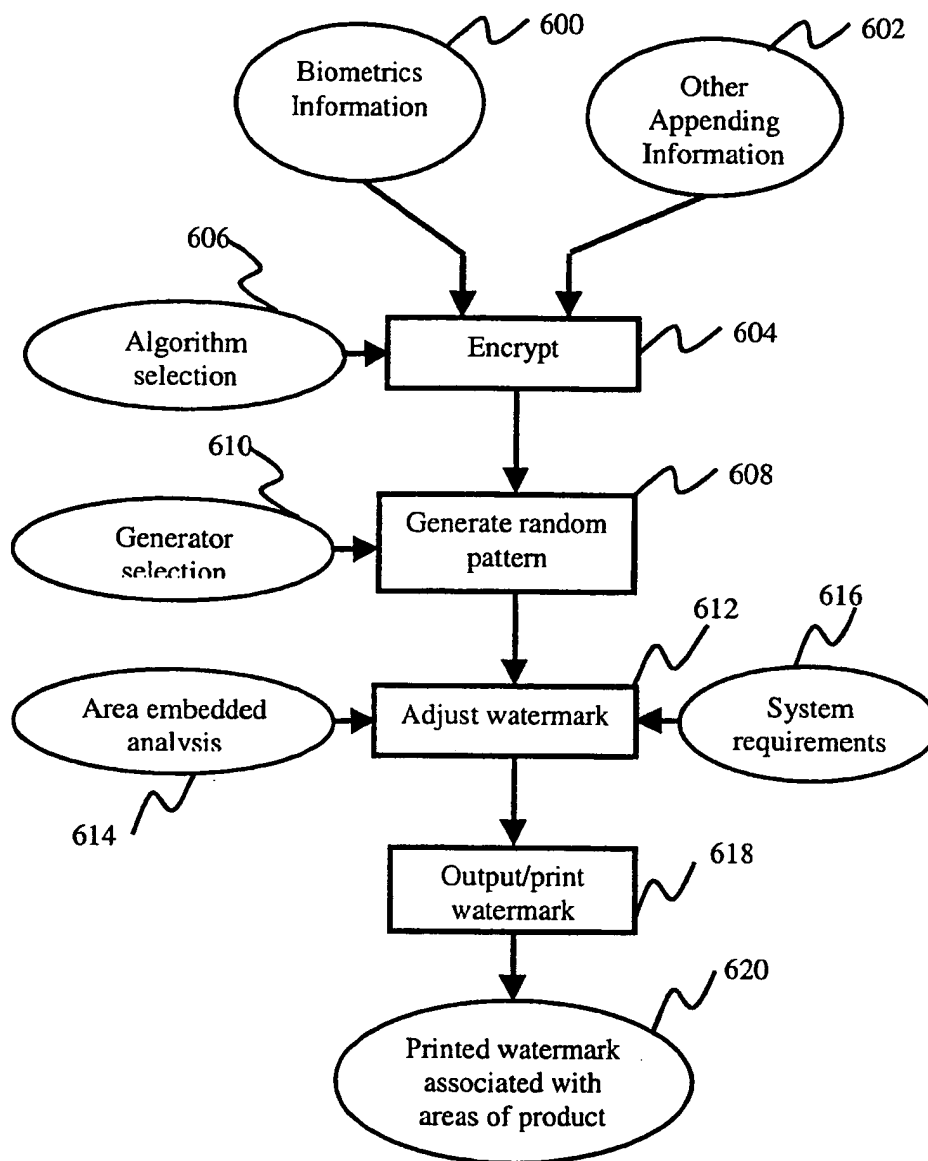 600
602
Biometrics
Information
Other
Appending
Information
606
Algorithm
selection
Encrypt
604
610
608
Generator
selection
Generate random
pattern
612
616
Area embedded
analysis
Adjust watermark
System
requirements
614
618
Output/print
watermark
620
Printed watermark
associated with
areas of product